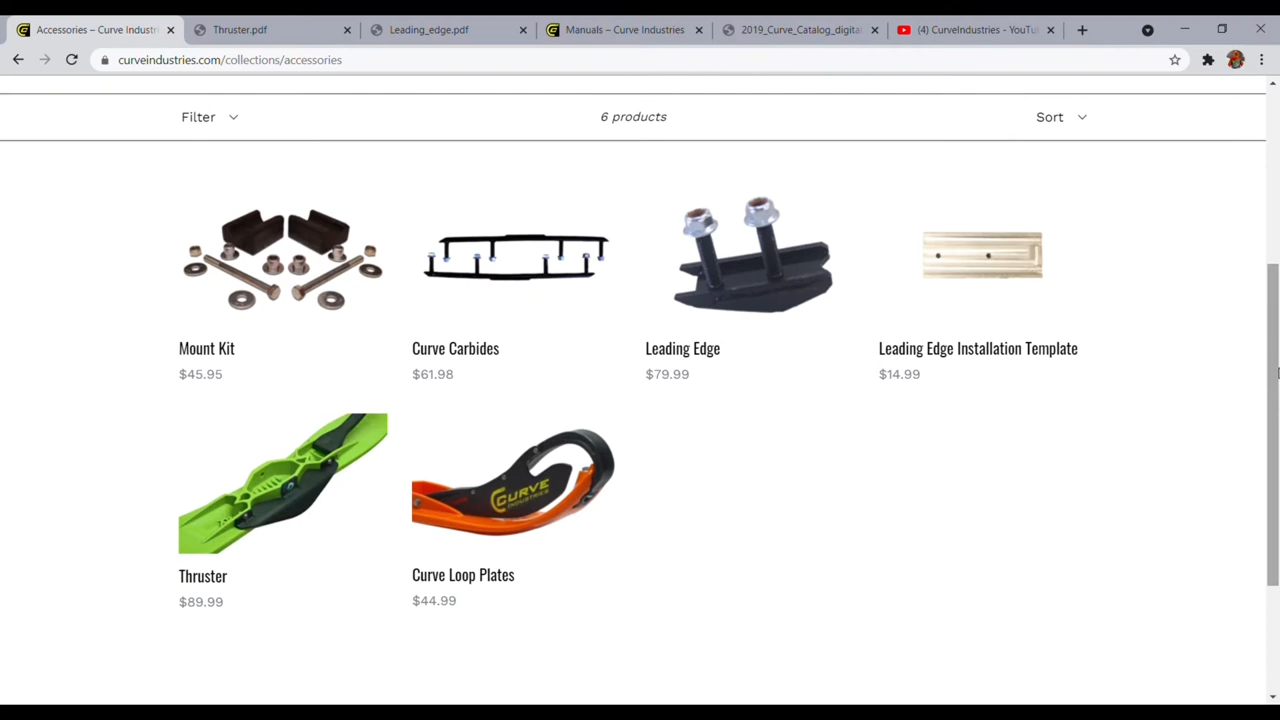 Accessories – Curve Industri
Thruster.pdf
Leading_edge.pdf
Manuals – Curve Industries
2019_Curve_Catalog_digita
(4) CurveIndustries - YouTu
curveindustries.com/collections/accessories
Filter
6 products
Sort
Mount Kit
$45.95
Curve Carbides
$61.98
Leading Edge
$79.99
Leading Edge Installation Template
$14.99
CURVE
INDUSTRIES
Thruster
$89.99
Curve Loop Plates
$44.99